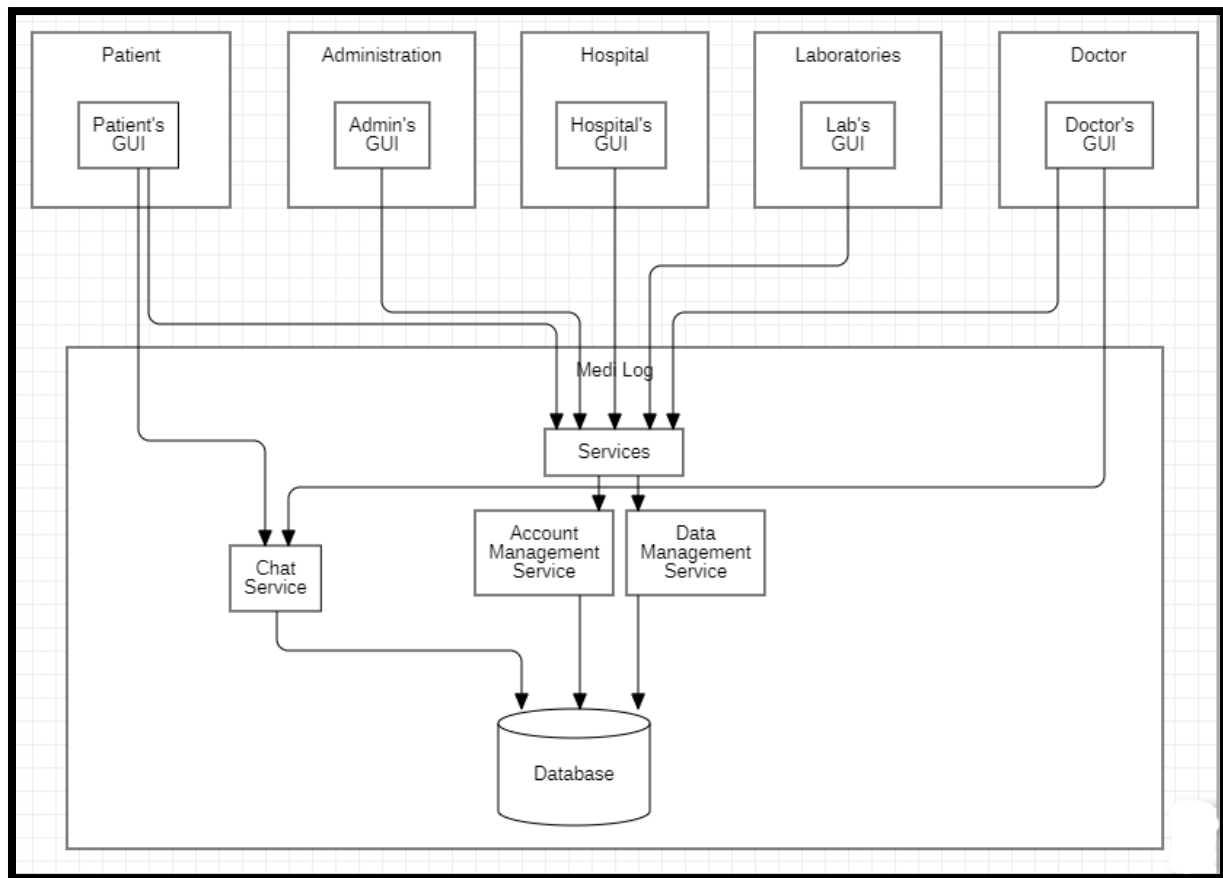 Patient
Administration
Hospital
Laboratories
Doctor
Patient's
GUI
Admin's
GUI
Hospital's
GUI
Lab's
GUI
Doctor's
GUI
Medi Log
Services
Account
Management
Service
Data
Management
Service
Chat
Service
Database